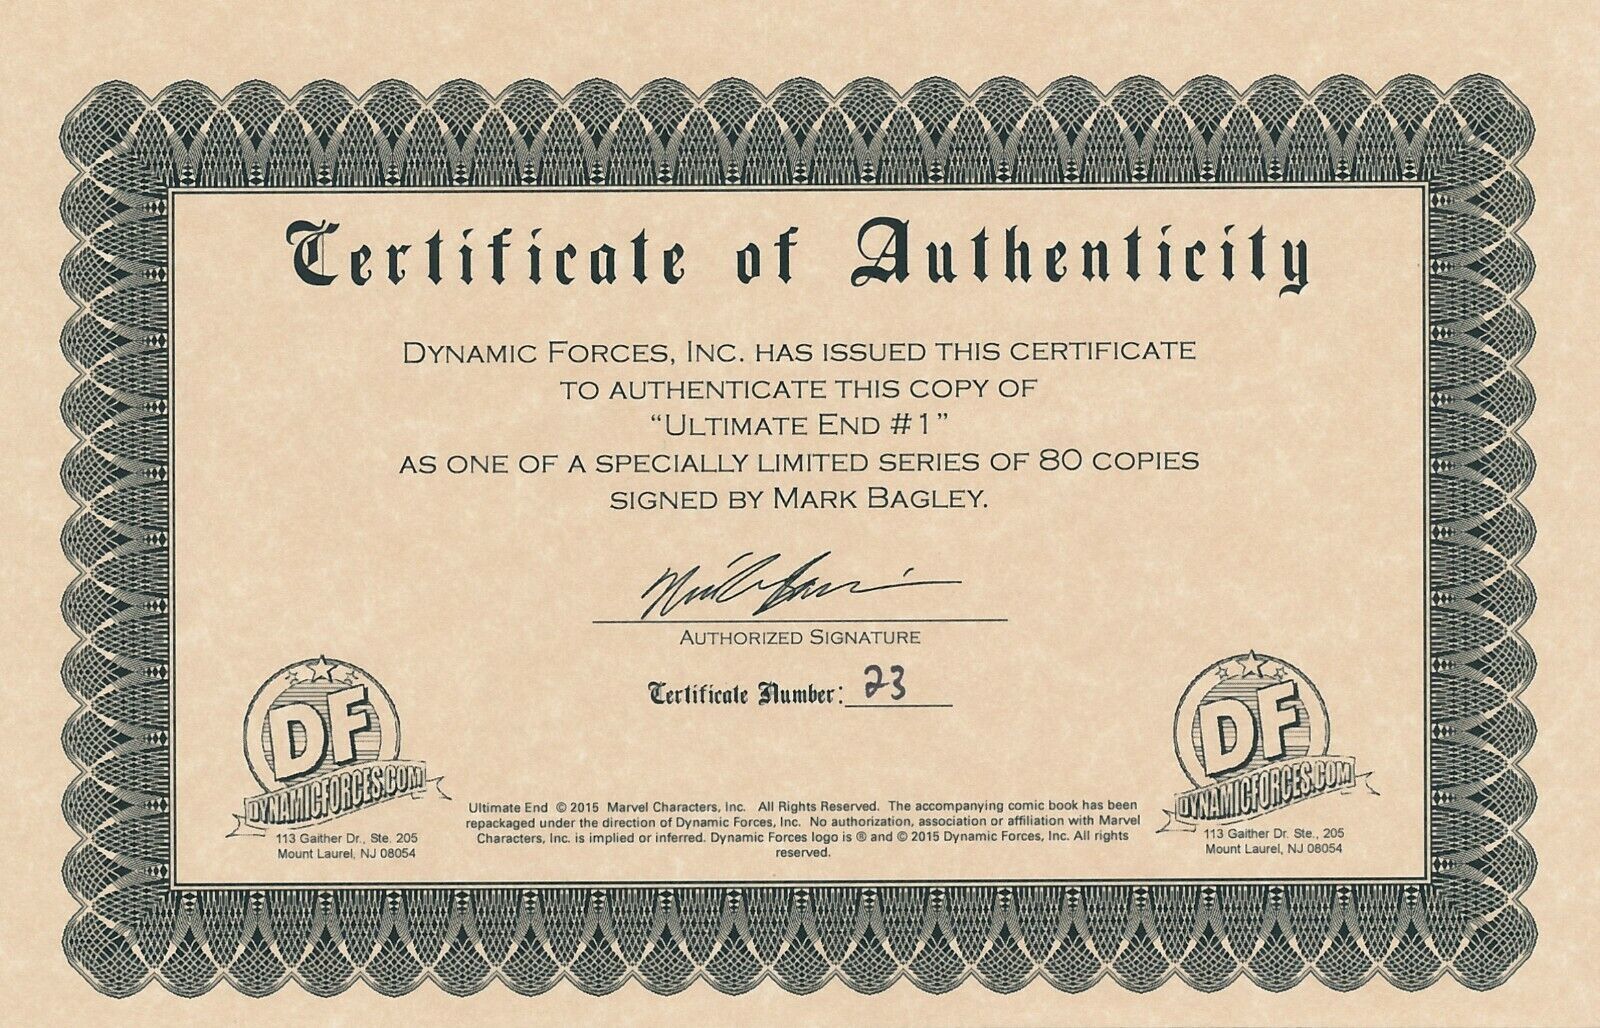 Certificate of Authenticity
DYNAMIC FORCES, INC. HAS ISSUED THIS CERTIFICATE
TO AUTHENTICATE THIS COPY OF
“ULTIMATE END #1”
AS ONE OF A SPECIALLY LIMITED SERIES OF 80 COPIES
SIGNED BY MARK BAGLEY.
AUTHORIZED SIGNATURE
Certificate Number: 23
DF
DYNAMICFORCES.COM
113 Gaither Dr., Ste. 205
Mount Laurel, NJ 08054
Ultimate End © 2015 Marvel Characters, Inc. All Rights Reserved. The accompanying comic book has been
repackaged under the direction of Dynamic Forces, Inc. No authorization, association or affiliation with Marvel
Characters, Inc. is implied or inferred. Dynamic Forces logo is ® and © 2015 Dynamic Forces, Inc. All rights
reserved.
DF
DYNAMICFORCES.COM
113 Gaither Dr. Ste., 205
Mount Laurel, NJ 08054